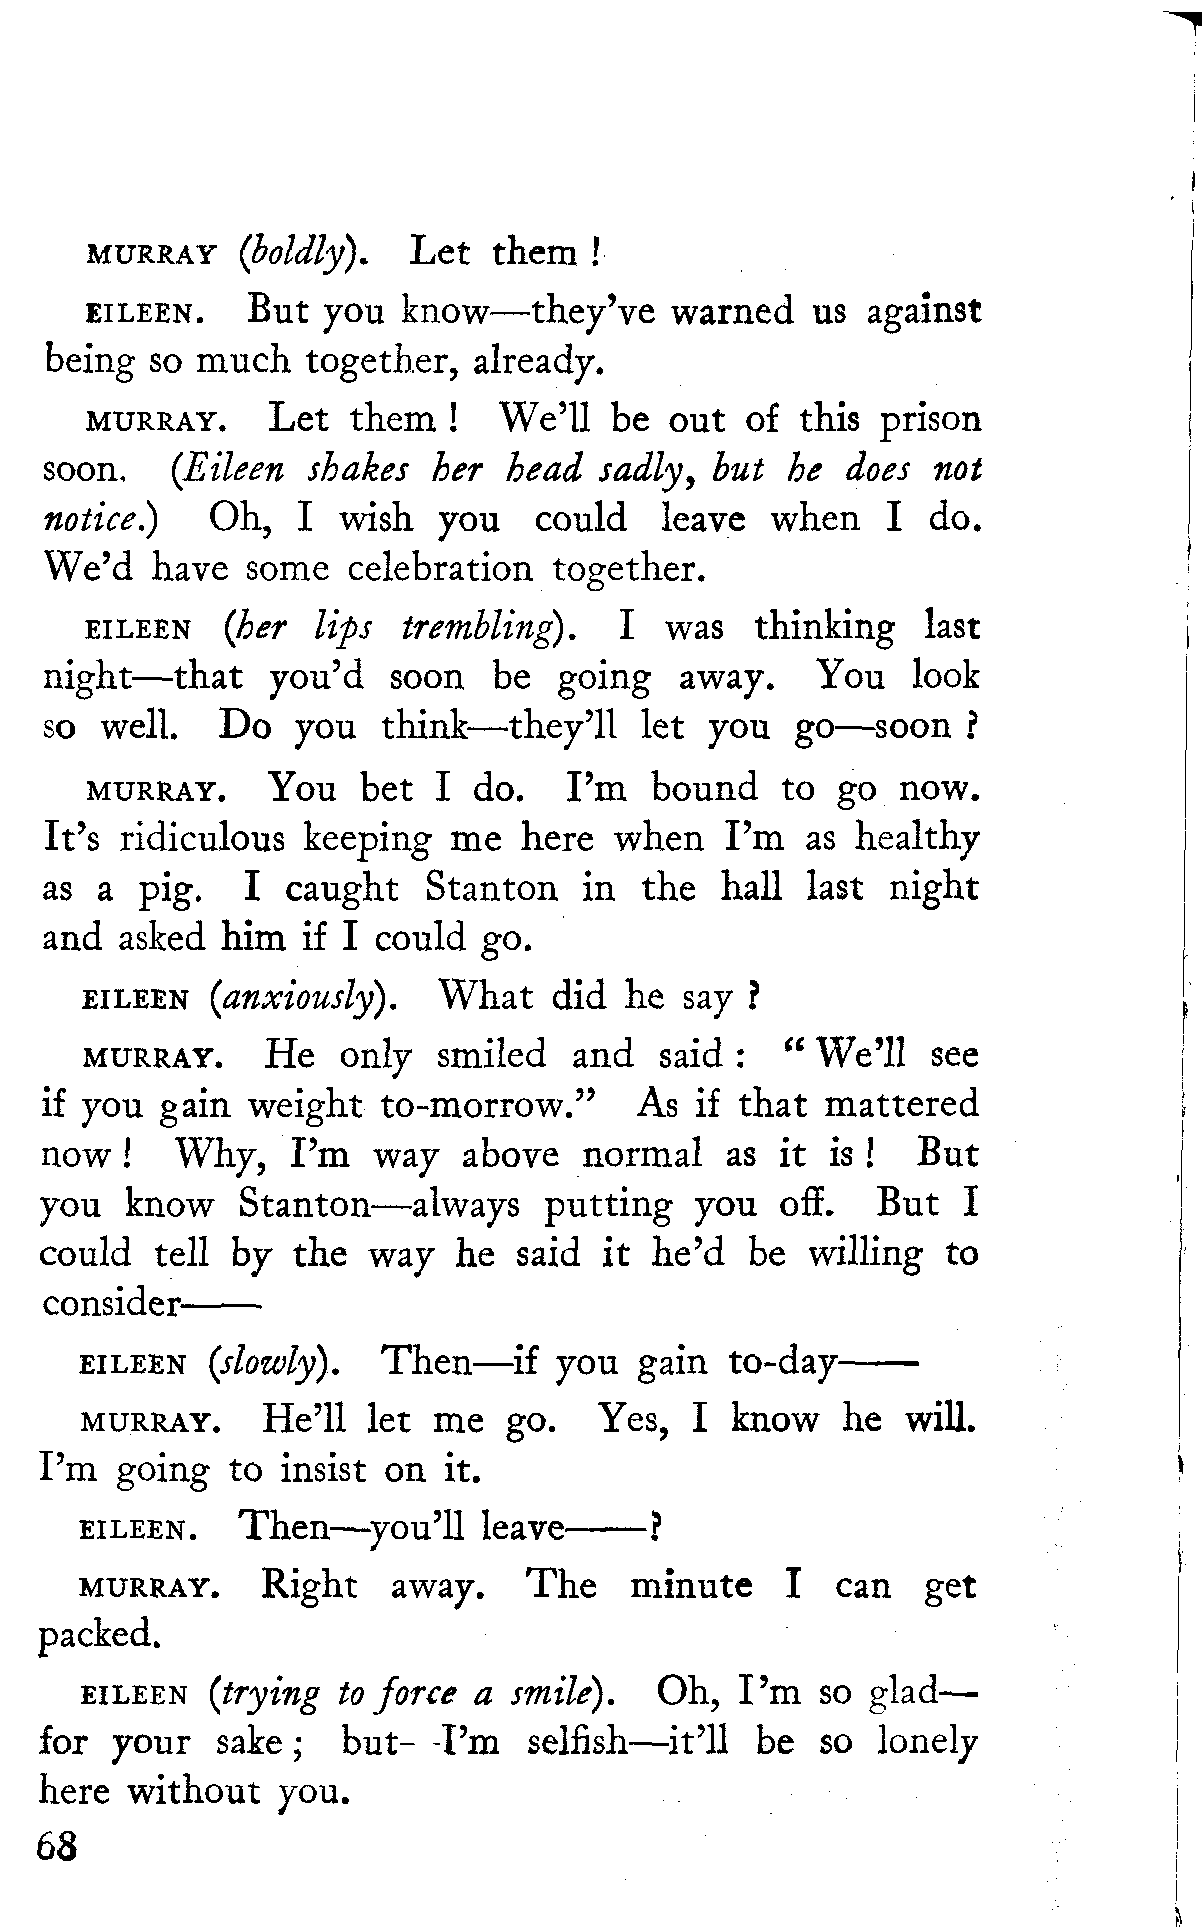 MURRAY (boldly). Let them !
EILEEN. But you know—they've warned us against
being so much together, already.
MURRAY. Let them ! We'll be out of this prison
soon. (Eileen shakes her head sadly, but he does not
notice.) Oh, I wish you could leave when I do.
We'd have some celebration together.
EILEEN (her lips trembling). I was thinking last
night—that you'd soon be going away. You look
so well. Do you think—they'll let you go—soon ?
MURRAY. You bet I do. I'm bound to go now.
It's ridiculous keeping me here when I'm as healthy
as a pig. I caught Stanton in the hall last night
and asked him if I could go.
EILEEN (anxiously). What did he say ?
MURRAY. He only smiled and said : “ We'll see
if you gain weight to-morrow.” As if that mattered
now ! Why, I'm way above normal as it is ! But
you know Stanton—always putting you off. But I
could tell by the way he said it he'd be willing to
consider——
EILEEN (slowly). Then—if you gain to-day——
MURRAY. He'll let me go. Yes, I know he will.
I'm going to insist on it.
EILEEN. Then—you'll leave——?
MURRAY. Right away. The minute I can get
packed.
EILEEN (trying to force a smile). Oh, I'm so glad—
for your sake ; but- -I'm selfish—it'll be so lonely
here without you.
68